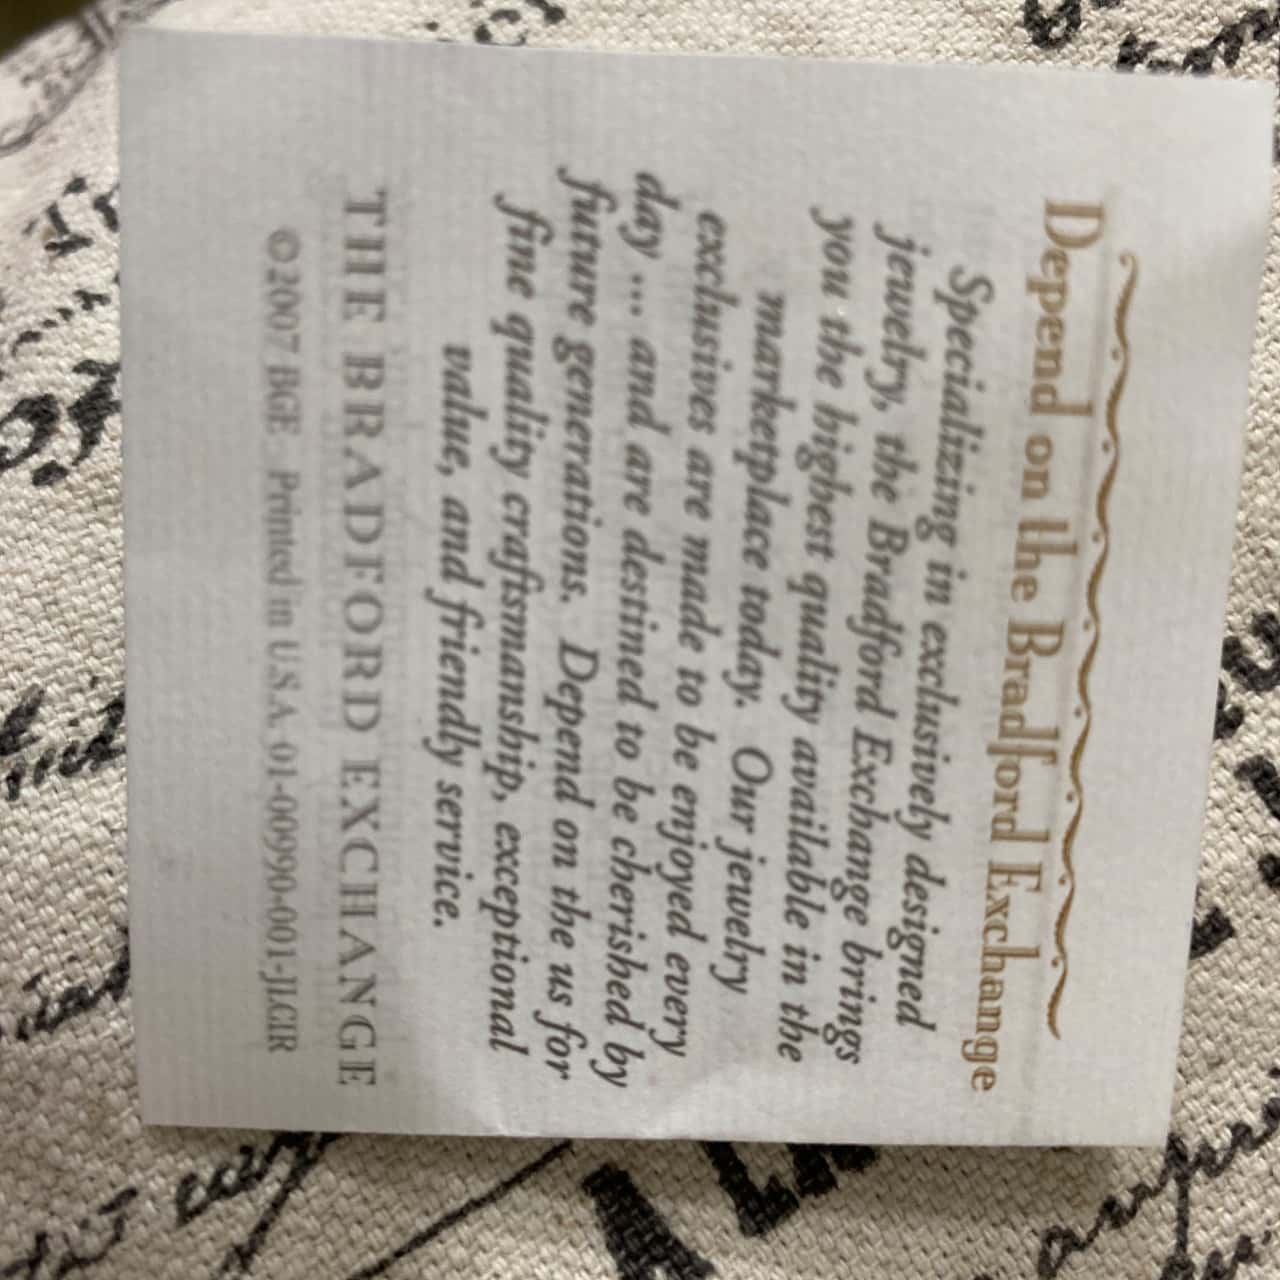 Depend on the Bradford Exchange
Specializing in exclusively designed
jewelry, the Bradford Exchange brings
you the highest quality available in the
marketplace today. Our jewelry
exclusives are made to be enjoyed every
day ... and are destined to be cherished by
future generations. Depend on the us for
fine quality craftsmanship, exceptional
value, and friendly service.
THE BRADFORD EXCHANGE
©2007 BGE Printed in U.S.A. 01-00990-001-JLGIR